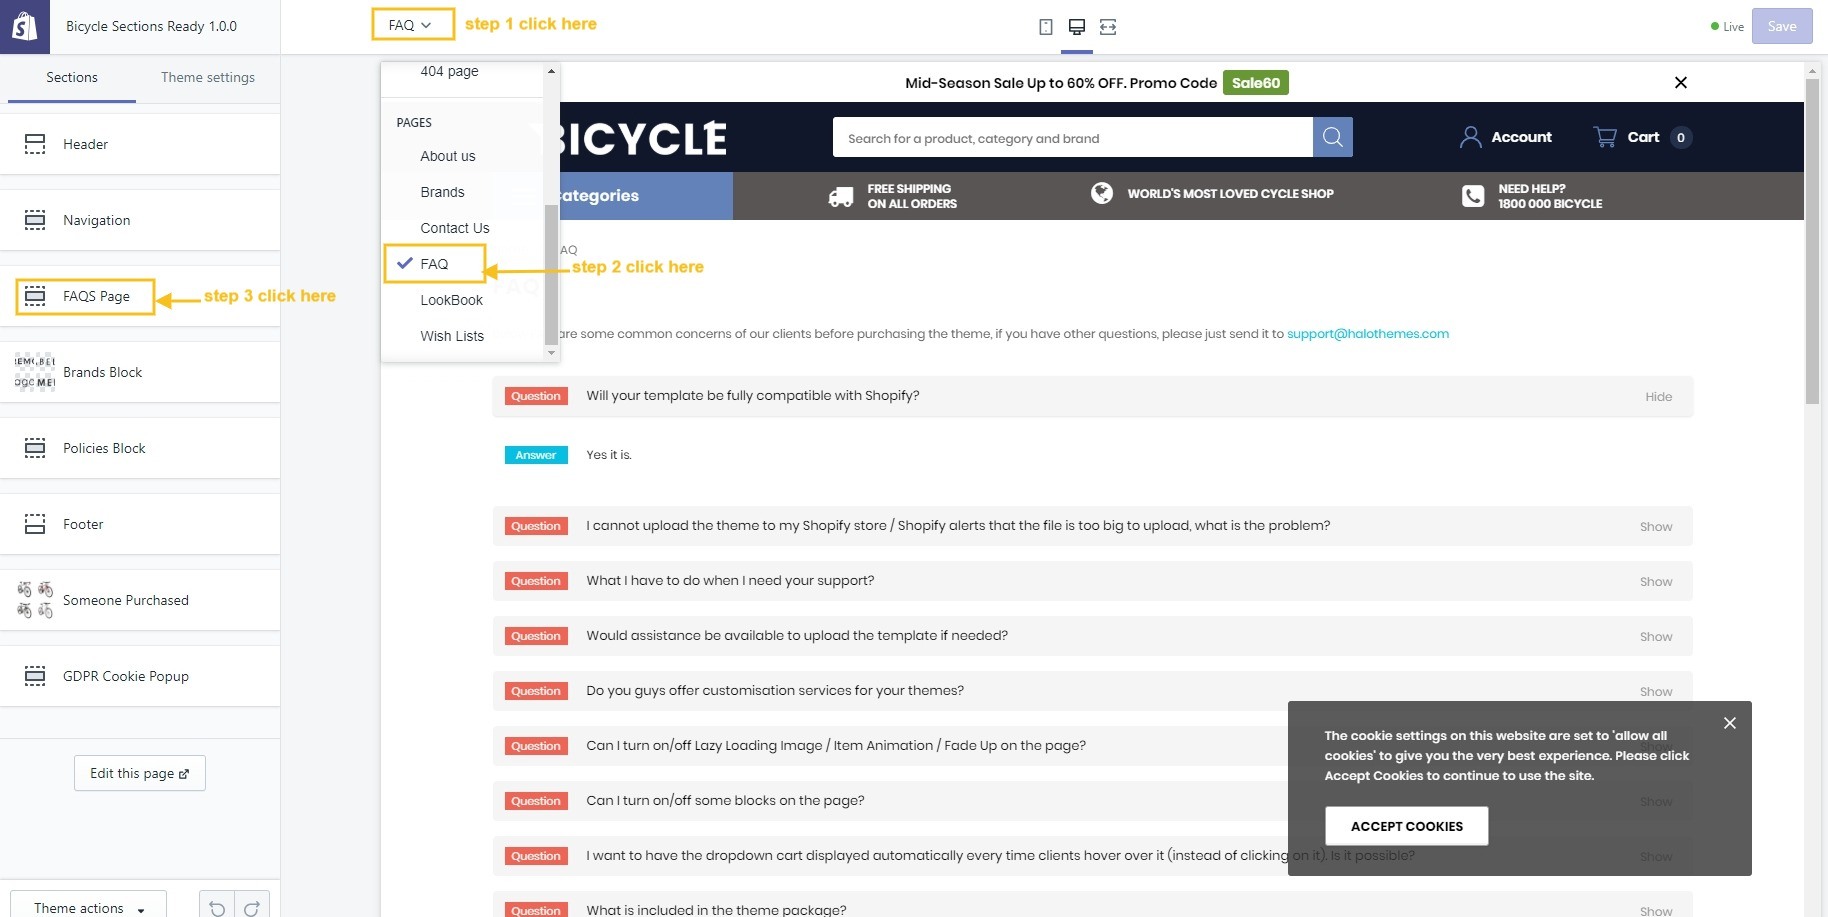 Bicycle Sections Ready 1.0.0
FAQ
step 1 click here
Live
Save
Sections
Theme settings
Header
Navigation
FAQS Page
step 3 click here
Brands Block
Policies Block
Footer
Someone Purchased
GDPR Cookie Popup
Edit this page
Theme actions
404 page
PAGES
About us
Brands
Contact Us
FAQ
LookBook
Wish Lists
step 2 click here
Mid-Season Sale Up to 60% OFF. Promo Code Sale60
BICYCLE
Search for a product, category and brand
Account
Cart 0
ategories
FREE SHIPPING
ON ALL ORDERS
WORLD'S MOST LOVED CYCLE SHOP
NEED HELP?
1800 000 BICYCLE
AQ
are some common concerns of our clients before purchasing the theme, if you have other questions, please just send it to support@halothemes.com
Question Will your template be fully compatible with Shopify? Hide
Answer Yes it is.
Question I cannot upload the theme to my Shopify store / Shopify alerts that the file is too big to upload, what is the problem? Show
Question What I have to do when I need your support? Show
Question Would assistance be available to upload the template if needed? Show
Question Do you guys offer customisation services for your themes? Show
Question Can I turn on/off Lazy Loading Image / Item Animation / Fade Up on the page? Show
Question Can I turn on/off some blocks on the page? Show
Question I want to have the dropdown cart displayed automatically every time clients hover over it (instead of clicking on it). Is it possible? Show
Question What is included in the theme package? Show
The cookie settings on this website are set to 'allow all
cookies' to give you the very best experience. Please click
Accept Cookies to continue to use the site.
ACCEPT COOKIES